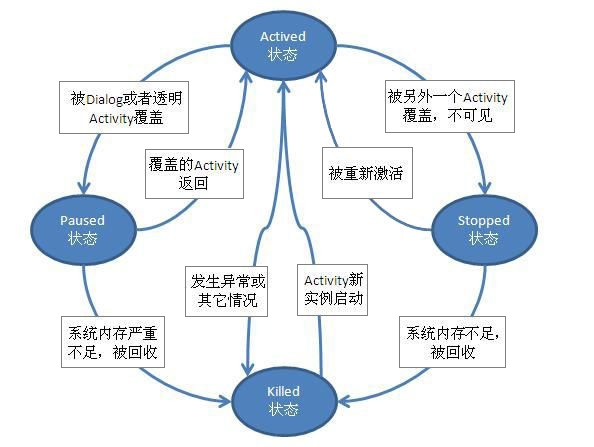 Actived
状态
被Dialog或者透明
Activity覆盖
被另外一个Activity
覆盖，不可见
覆盖的Activity
返回
被重新激活
Paused
状态
Stopped
状态
发生异常或
其它情况
Activity新
实例启动
系统内存严重
不足，被回收
系统内存不足，
被回收
Killed
状态